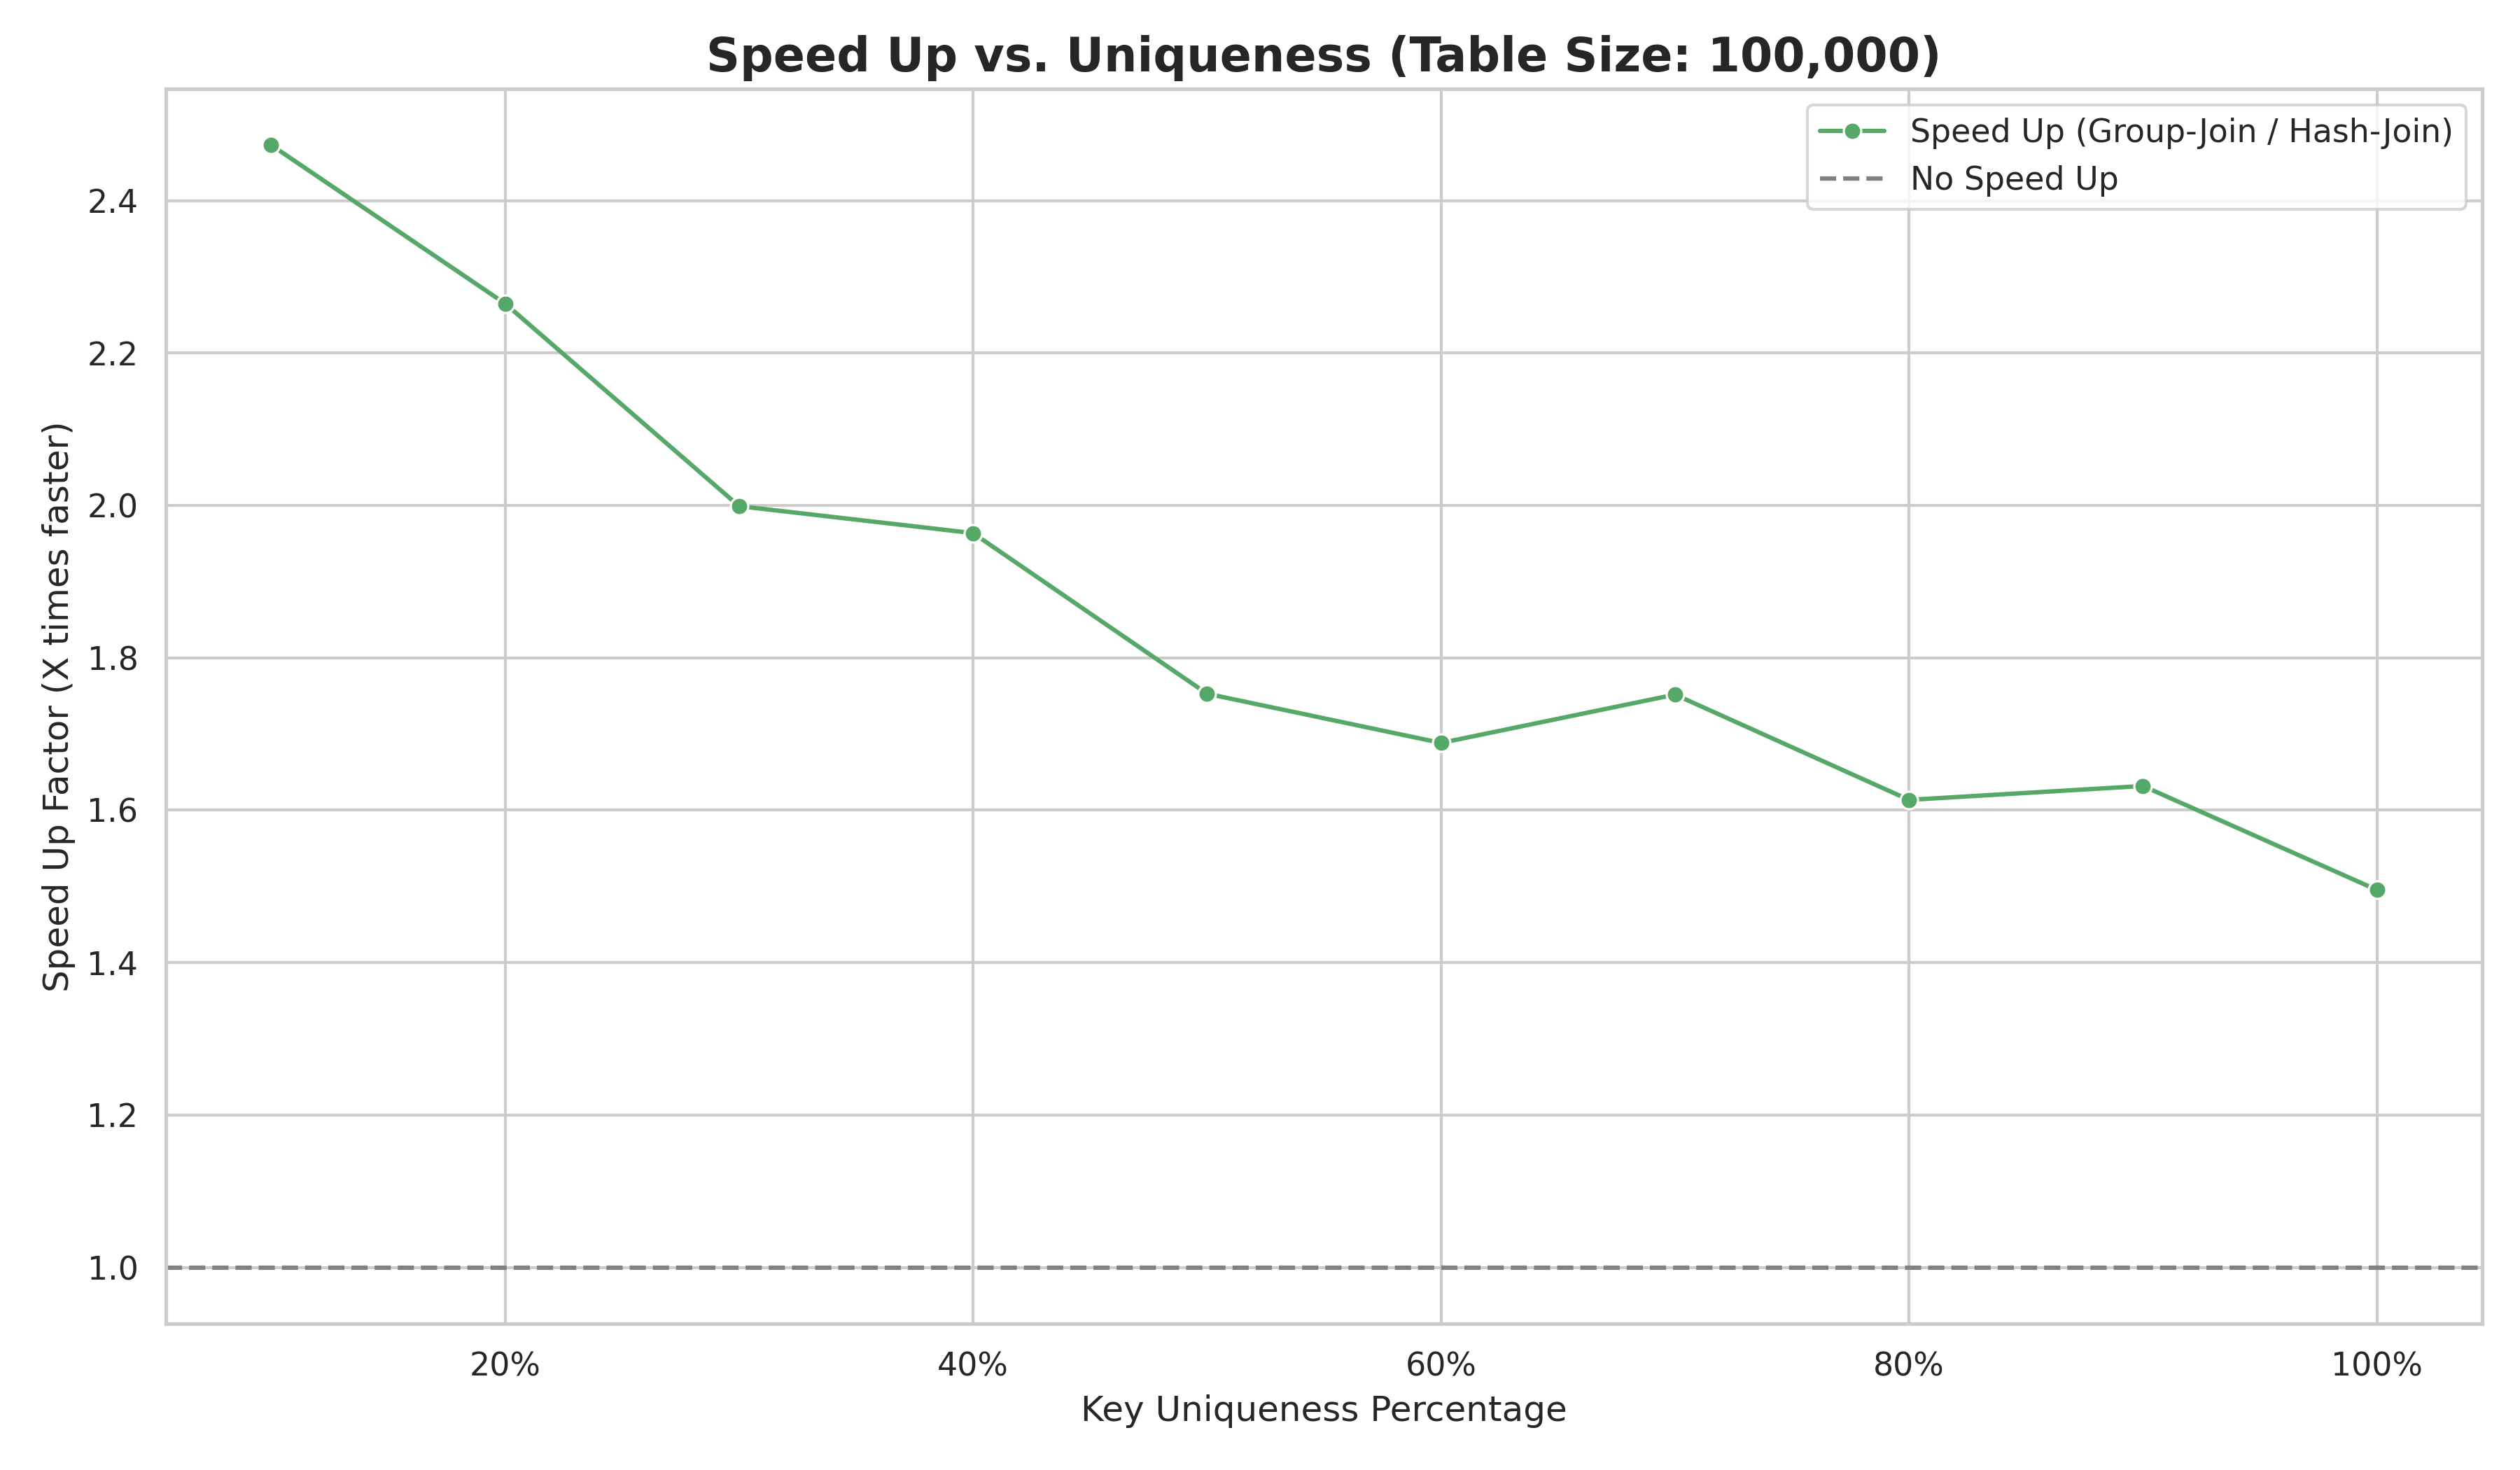 Speed Up vs. Uniqueness (Table Size: 100,000)
Speed Up (Group-Join / Hash-Join)
No Speed Up
Speed Up Factor (X times faster)
2.4
2.2
2.0
1.8
1.6
1.4
1.2
1.0
20% 40% 60% 80% 100%
Key Uniqueness Percentage